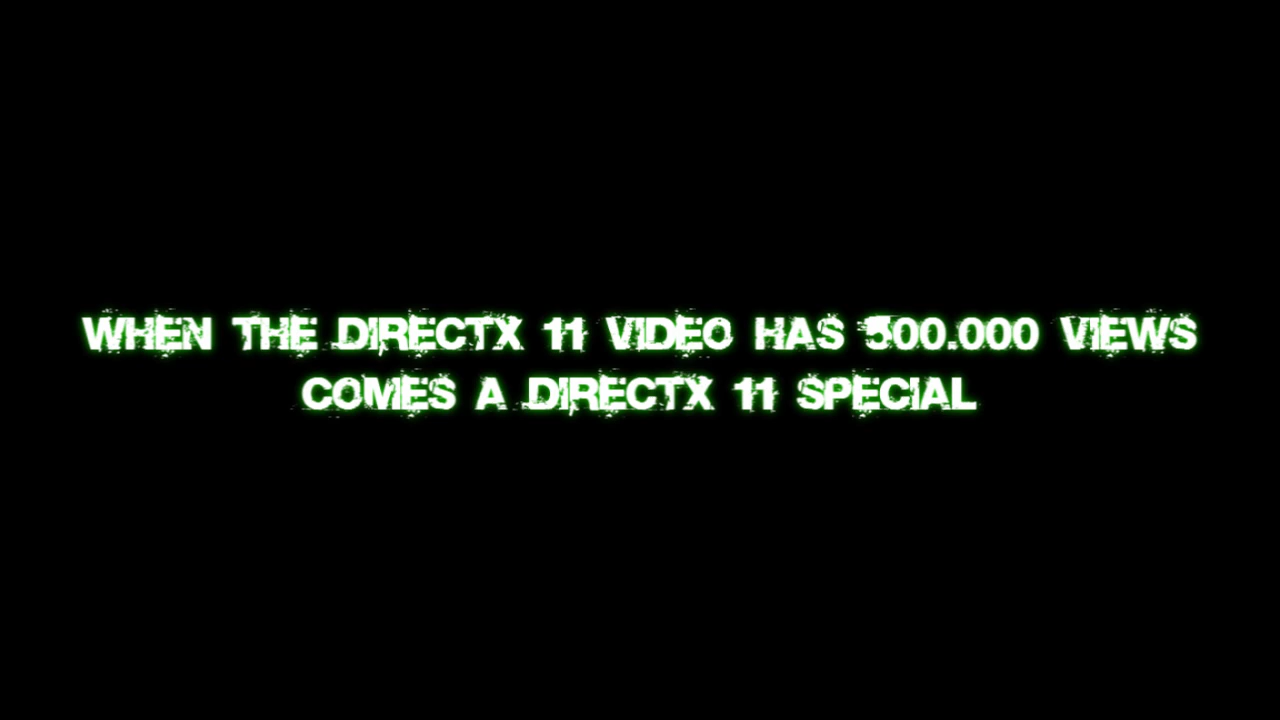 WHEN THE DIRECTX 11 VIDEO HAS 500.000 VIEWS
COMES A DIRECTX 11 SPECIAL